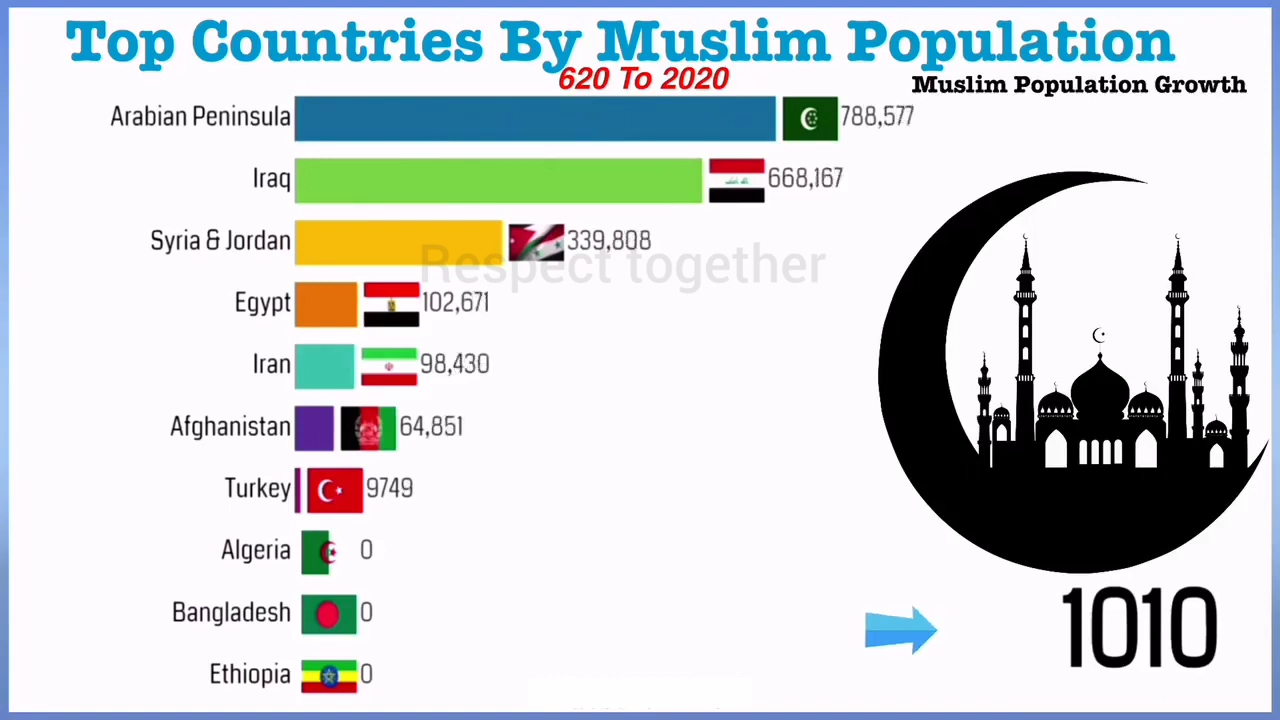 Top Countries By Muslim Population
620 To 2020
Muslim Population Growth
Arabian Peninsula 788,577
Iraq 668,167
Syria & Jordan 339,808
Respect together
Egypt 102,671
Iran 98,430
Afghanistan 64,851
Turkey 9749
Algeria 0
Bangladesh 0
Ethiopia 0
1010